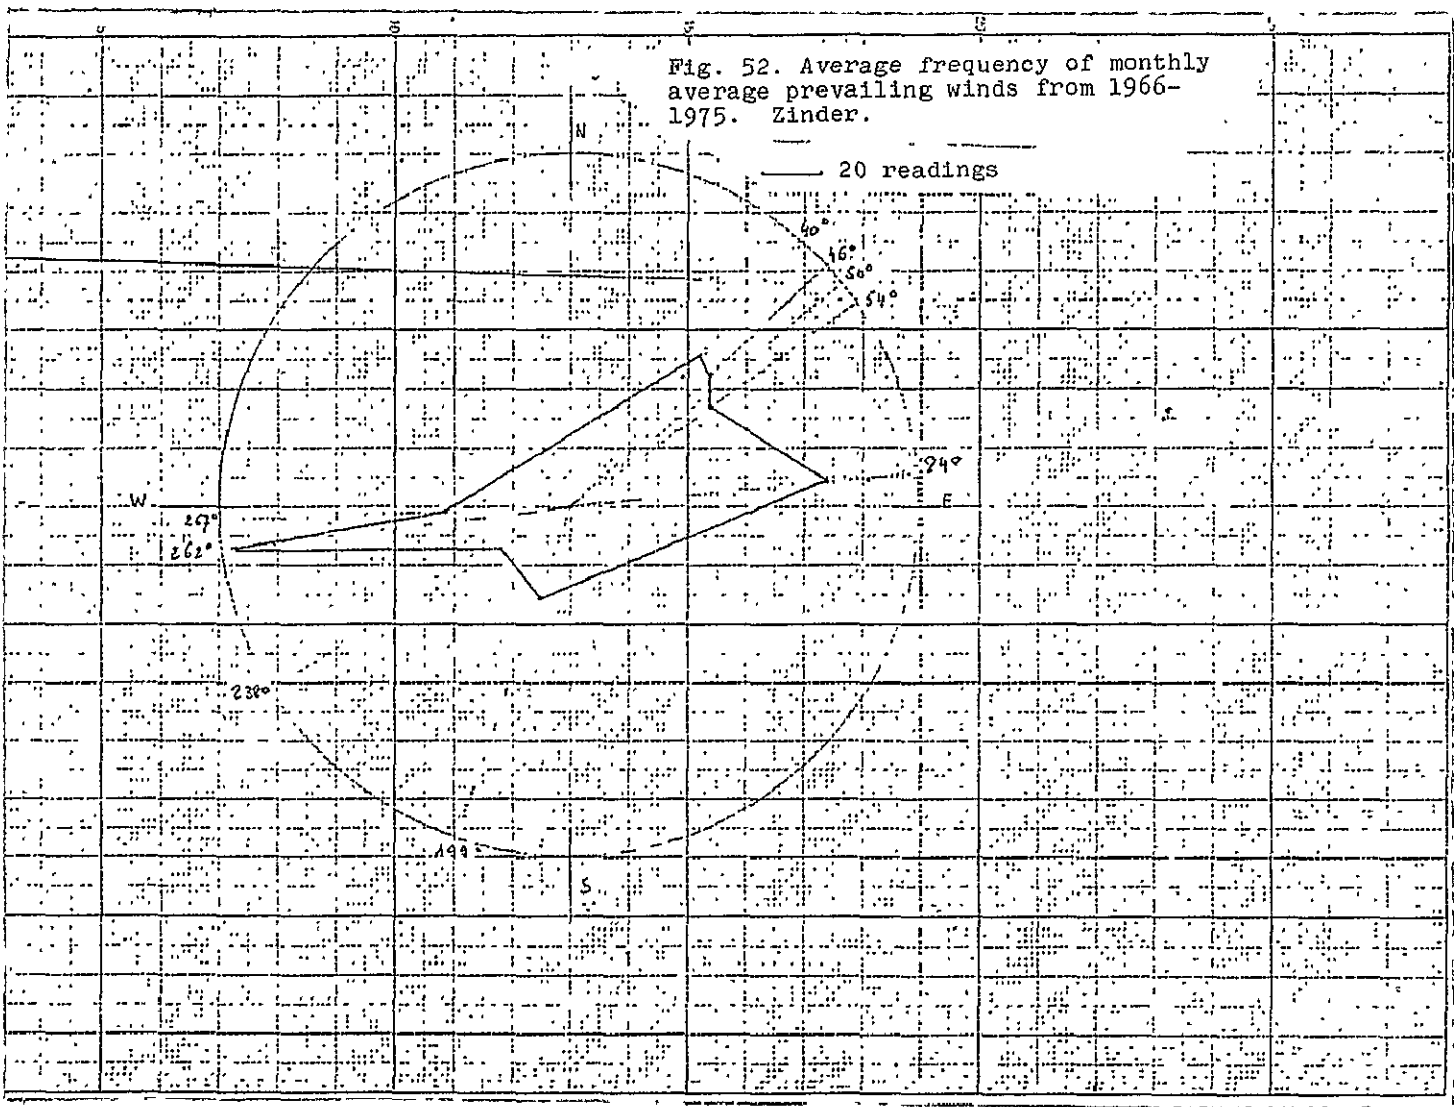 Fig. 52. Average frequency of monthly
average prevailing winds from 1966-
1975. Zinder.
N
20 readings
40°
46°
50°
54°
84°
W
E
267°
262°
238°
199°
S